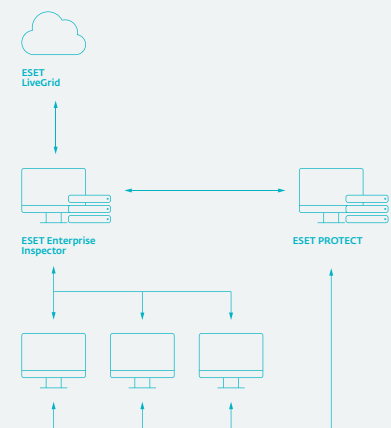 ESET
LiveGrid
ESET Enterprise
Inspector
ESET PROTECT